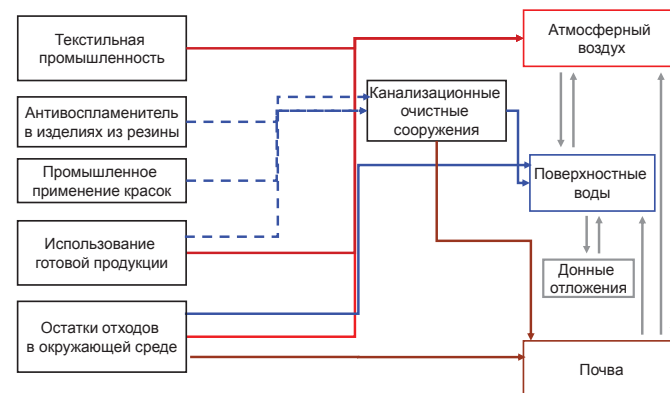 Текстильная
промышленность
Антивоспламенитель
в изделиях из резины
Промышленное
применение красок
Использование
готовой продукции
Остатки отходов
в окружающей среде
Канализационные
очистные
сооружения
Атмосферный
воздух
Поверхностные
воды
Донные
отложения
Почва